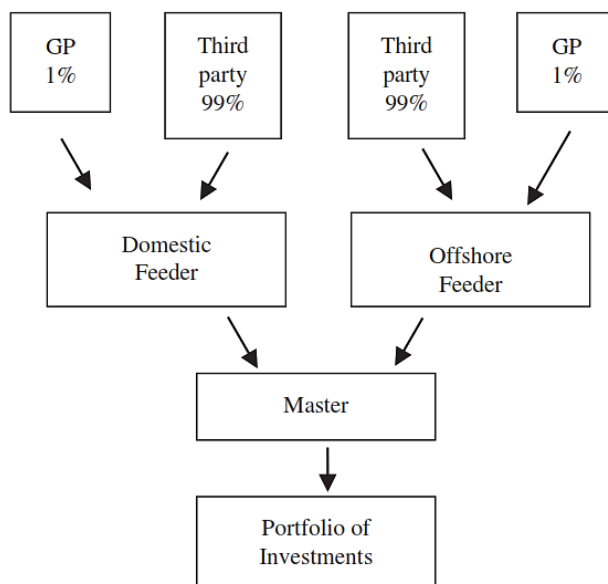 GP
1%
Third
party
99%
Third
party
99%
GP
1%
Domestic
Feeder
Offshore
Feeder
Master
Portfolio of
Investments